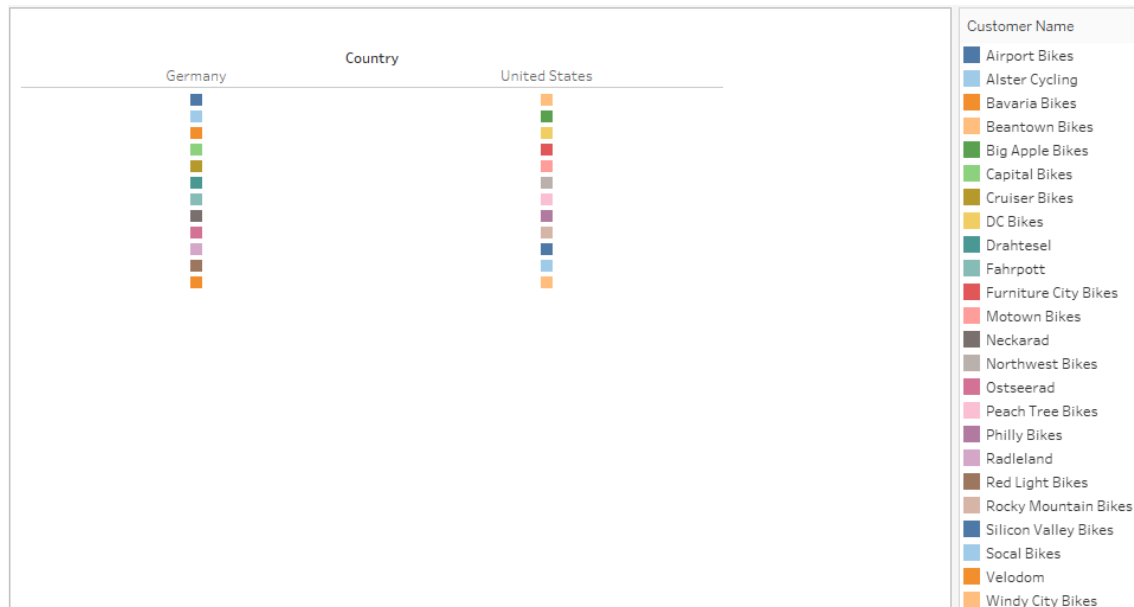 Country
Germany United States
Customer Name
Airport Bikes
Alster Cycling
Bavaria Bikes
Beantown Bikes
Big Apple Bikes
Capital Bikes
Cruiser Bikes
DC Bikes
Drahtesel
Fahrpott
Furniture City Bikes
Motown Bikes
Neckarad
Northwest Bikes
Ostseerad
Peach Tree Bikes
Philly Bikes
Radleland
Red Light Bikes
Rocky Mountain Bikes
Silicon Valley Bikes
Socal Bikes
Velodom
Windy City Bikes